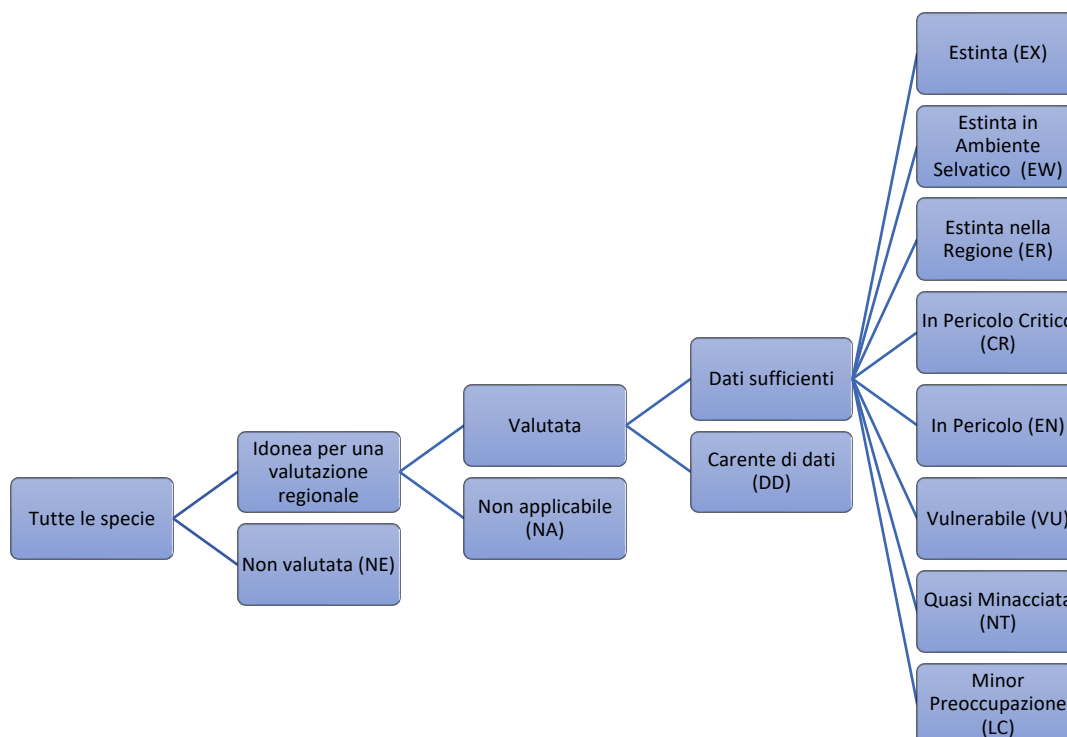 Estinta (EX)
Estinta in
Ambiente
Selvatico (EW)
Estinta nella
Regione (ER)
In Pericolo Critico
(CR)
Dati sufficienti
In Pericolo (EN)
Valutata
Idonea per una
valutazione
regionale
Carente di dati
(DD)
Tutte le specie
Non applicabile
(NA)
Vulnerabile (VU)
Non valutata (NE)
Quasi Minacciata
(NT)
Minor
Preoccupazione
(LC)